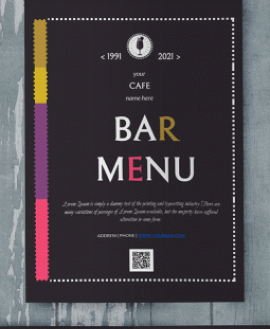 < 1991 2021 >
your
CAFE
name here
BAR
MENU
Lorem Ipsum is simply a dummy text of the printing and typesetting industry There are
many variations of passages of Lorem Ipsum available, but the majority have suffered
alteration in some form.
ADDRESS | PHONE |